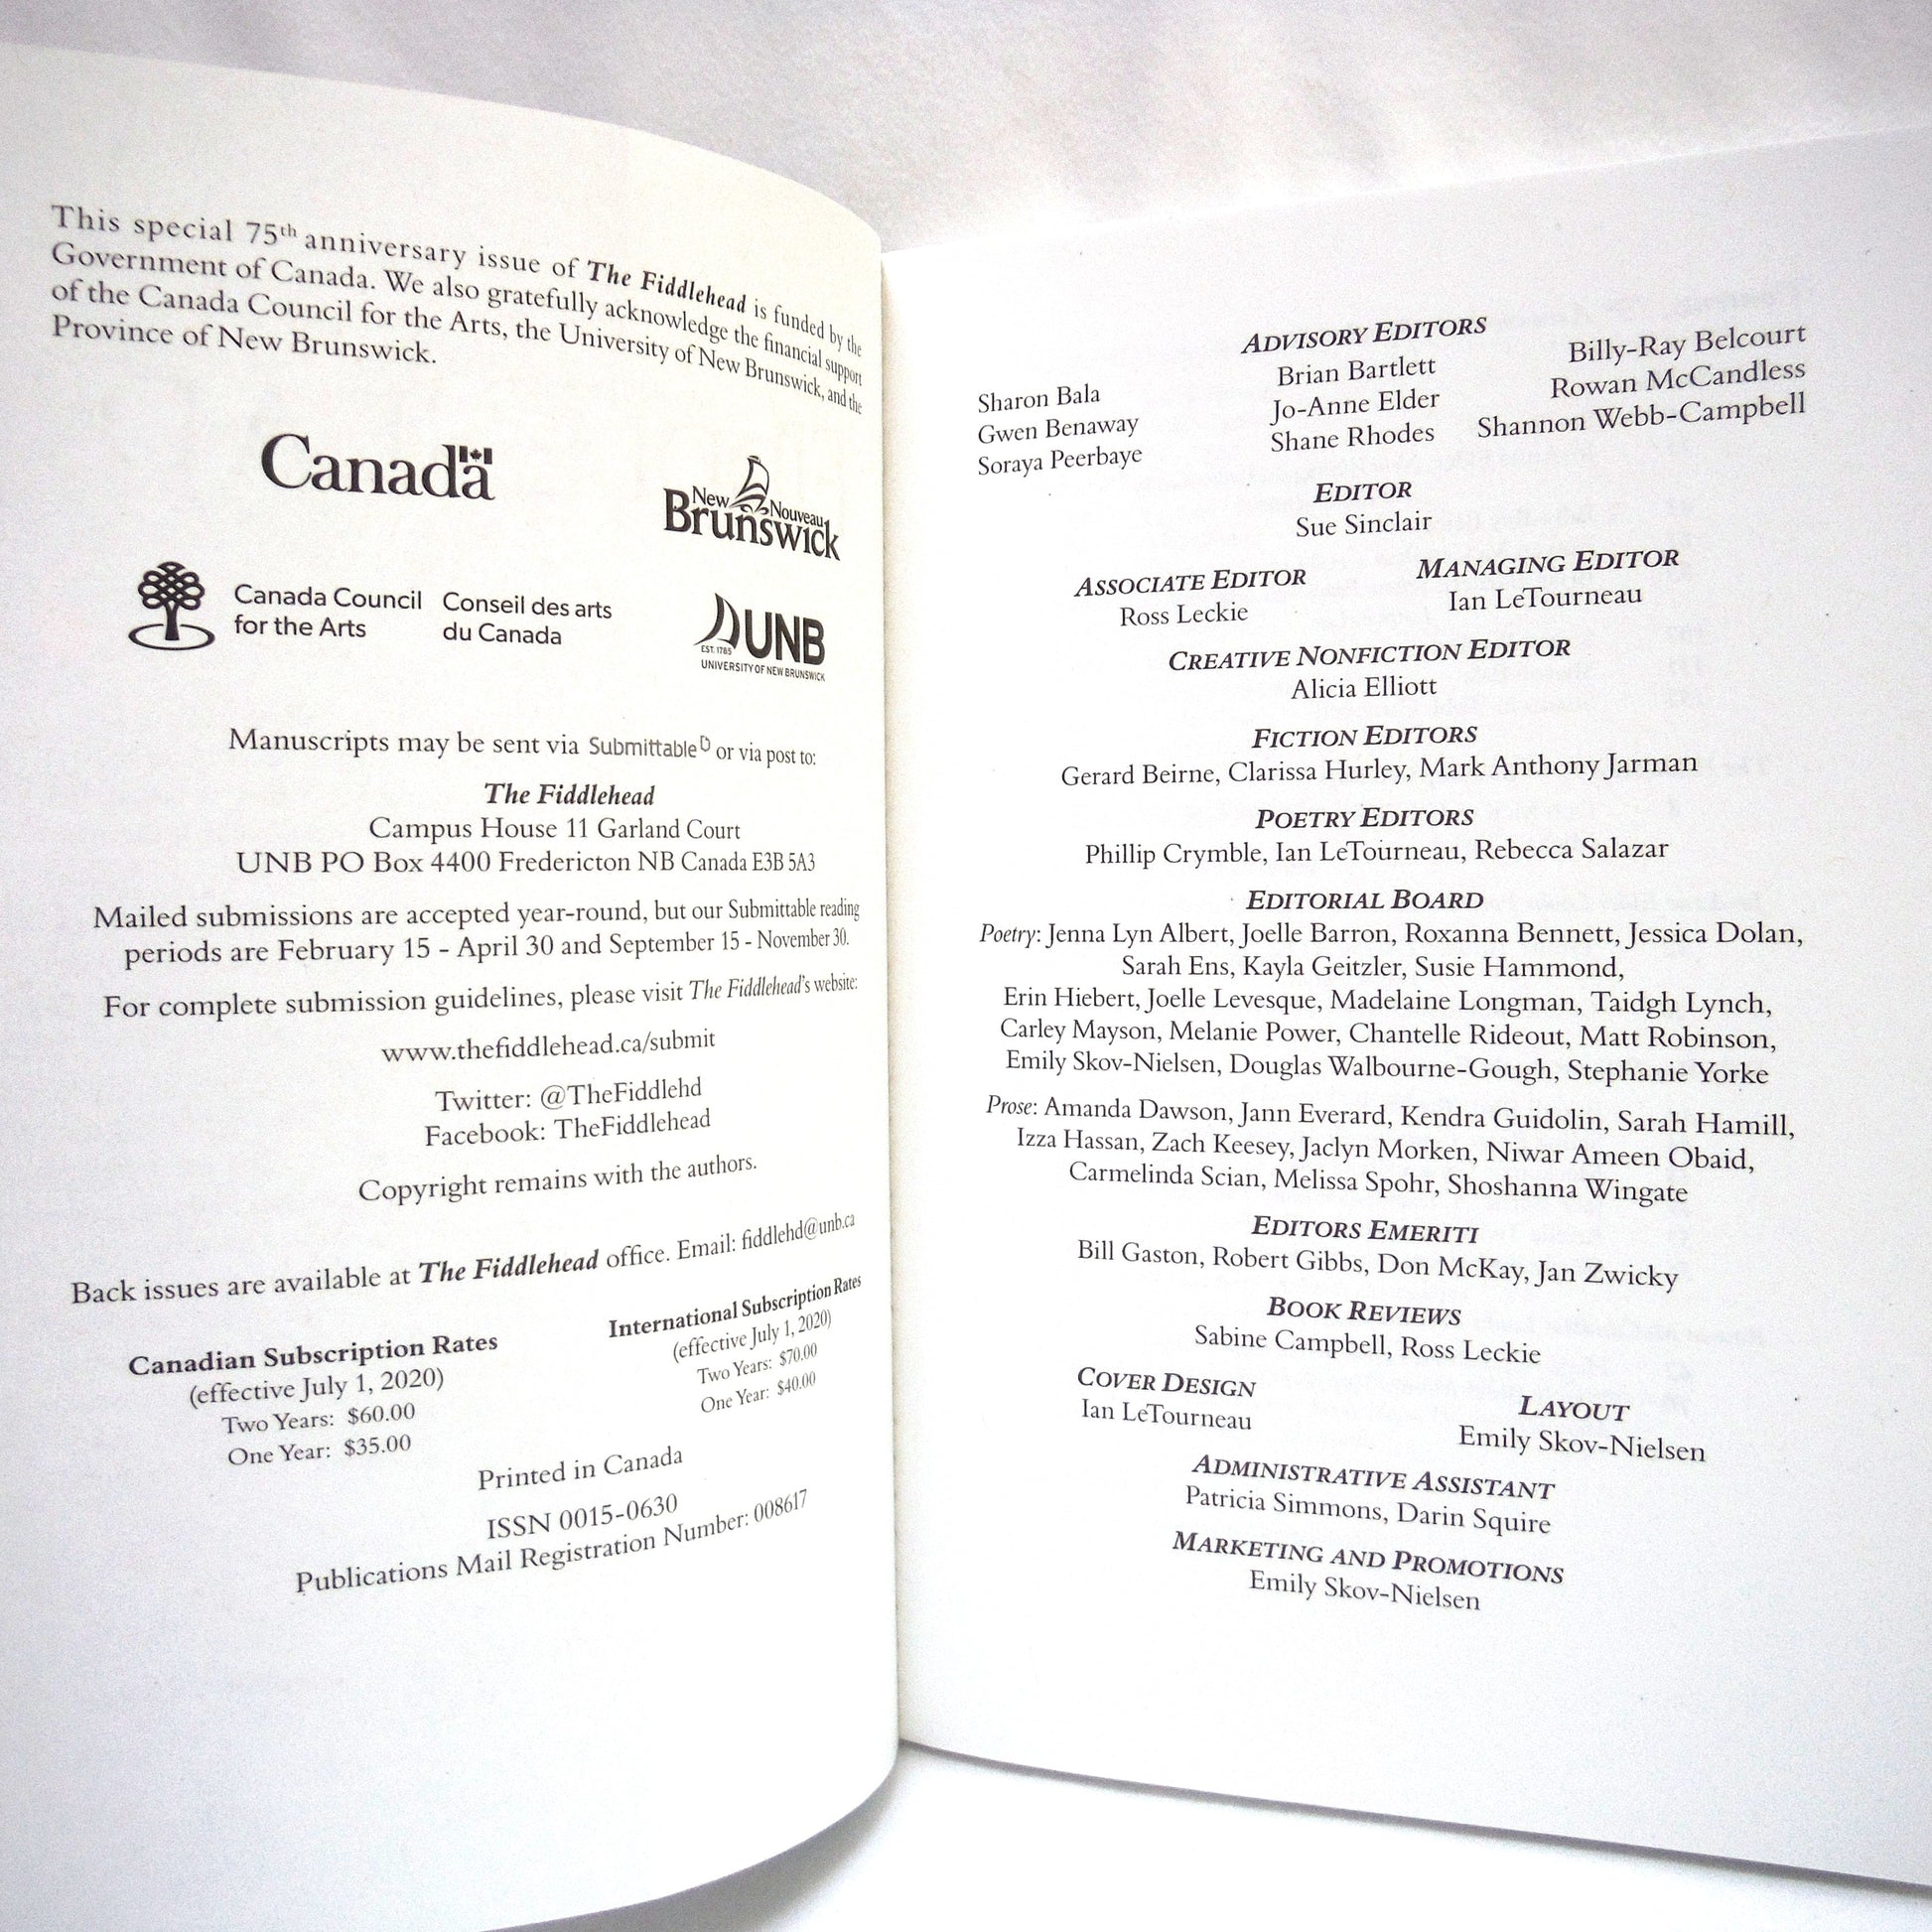 This special 75th anniversary issue of The Fiddlehead is funded by the
Government of Canada. We also gratefully acknowledge the financial support
of the Canada Council for the Arts, the University of New Brunswick, and the
Province of New Brunswick.
Canada
New Nouveau
Brunswick
Canada Council Conseil des arts
for the Arts du Canada
EST. 1785 UNB
UNIVERSITY OF NEW BRUNSWICK
Manuscripts may be sent via Submittable or via post to:
The Fiddlehead
Campus House 11 Garland Court
UNB PO Box 4400 Fredericton NB Canada E3B 5A3
Mailed submissions are accepted year-round, but our Submittable reading
periods are February 15 - April 30 and September 15 - November 30.
For complete submission guidelines, please visit The Fiddlehead's website:
www.thefiddlehead.ca/submit
Twitter: @TheFiddlehd
Facebook: TheFiddlehead
Copyright remains with the authors.
Back issues are available at The Fiddlehead office. Email: fiddlehd@unb.ca
Canadian Subscription Rates
(effective July 1, 2020)
Two Years: $60.00
One Year: $35.00
International Subscription Rates
(effective July 1, 2020)
Two Years: $70.00
One Year: $40.00
Printed in Canada
ISSN 0015-0630
Publications Mail Registration Number: 008617
ADVISORY EDITORS
Sharon Bala Brian Bartlett Billy-Ray Belcourt
Gwen Benaway Jo-Anne Elder Rowan McCandless
Soraya Peerbaye Shane Rhodes Shannon Webb-Campbell
EDITOR
Sue Sinclair
ASSOCIATE EDITOR
Ross Leckie
MANAGING EDITOR
Ian LeTourneau
CREATIVE NONFICTION EDITOR
Alicia Elliott
FICTION EDITORS
Gerard Beirne, Clarissa Hurley, Mark Anthony Jarman
POETRY EDITORS
Phillip Crymble, Ian LeTourneau, Rebecca Salazar
EDITORIAL BOARD
Poetry: Jenna Lyn Albert, Joelle Barron, Roxanna Bennett, Jessica Dolan,
Sarah Ens, Kayla Geitzler, Susie Hammond,
Erin Hiebert, Joelle Levesque, Madelaine Longman, Taidgh Lynch,
Carley Mayson, Melanie Power, Chantelle Rideout, Matt Robinson,
Emily Skov-Nielsen, Douglas Walbourne-Gough, Stephanie Yorke
Prose: Amanda Dawson, Jann Everard, Kendra Guidolin, Sarah Hamill,
Izza Hassan, Zach Keesey, Jaclyn Morken, Niwar Ameen Obaid,
Carmelinda Scian, Melissa Spohr, Shoshanna Wingate
EDITORS EMERITI
Bill Gaston, Robert Gibbs, Don McKay, Jan Zwicky
BOOK REVIEWS
Sabine Campbell, Ross Leckie
COVER DESIGN
Ian LeTourneau
LAYOUT
Emily Skov-Nielsen
ADMINISTRATIVE ASSISTANT
Patricia Simmons, Darin Squire
MARKETING AND PROMOTIONS
Emily Skov-Nielsen